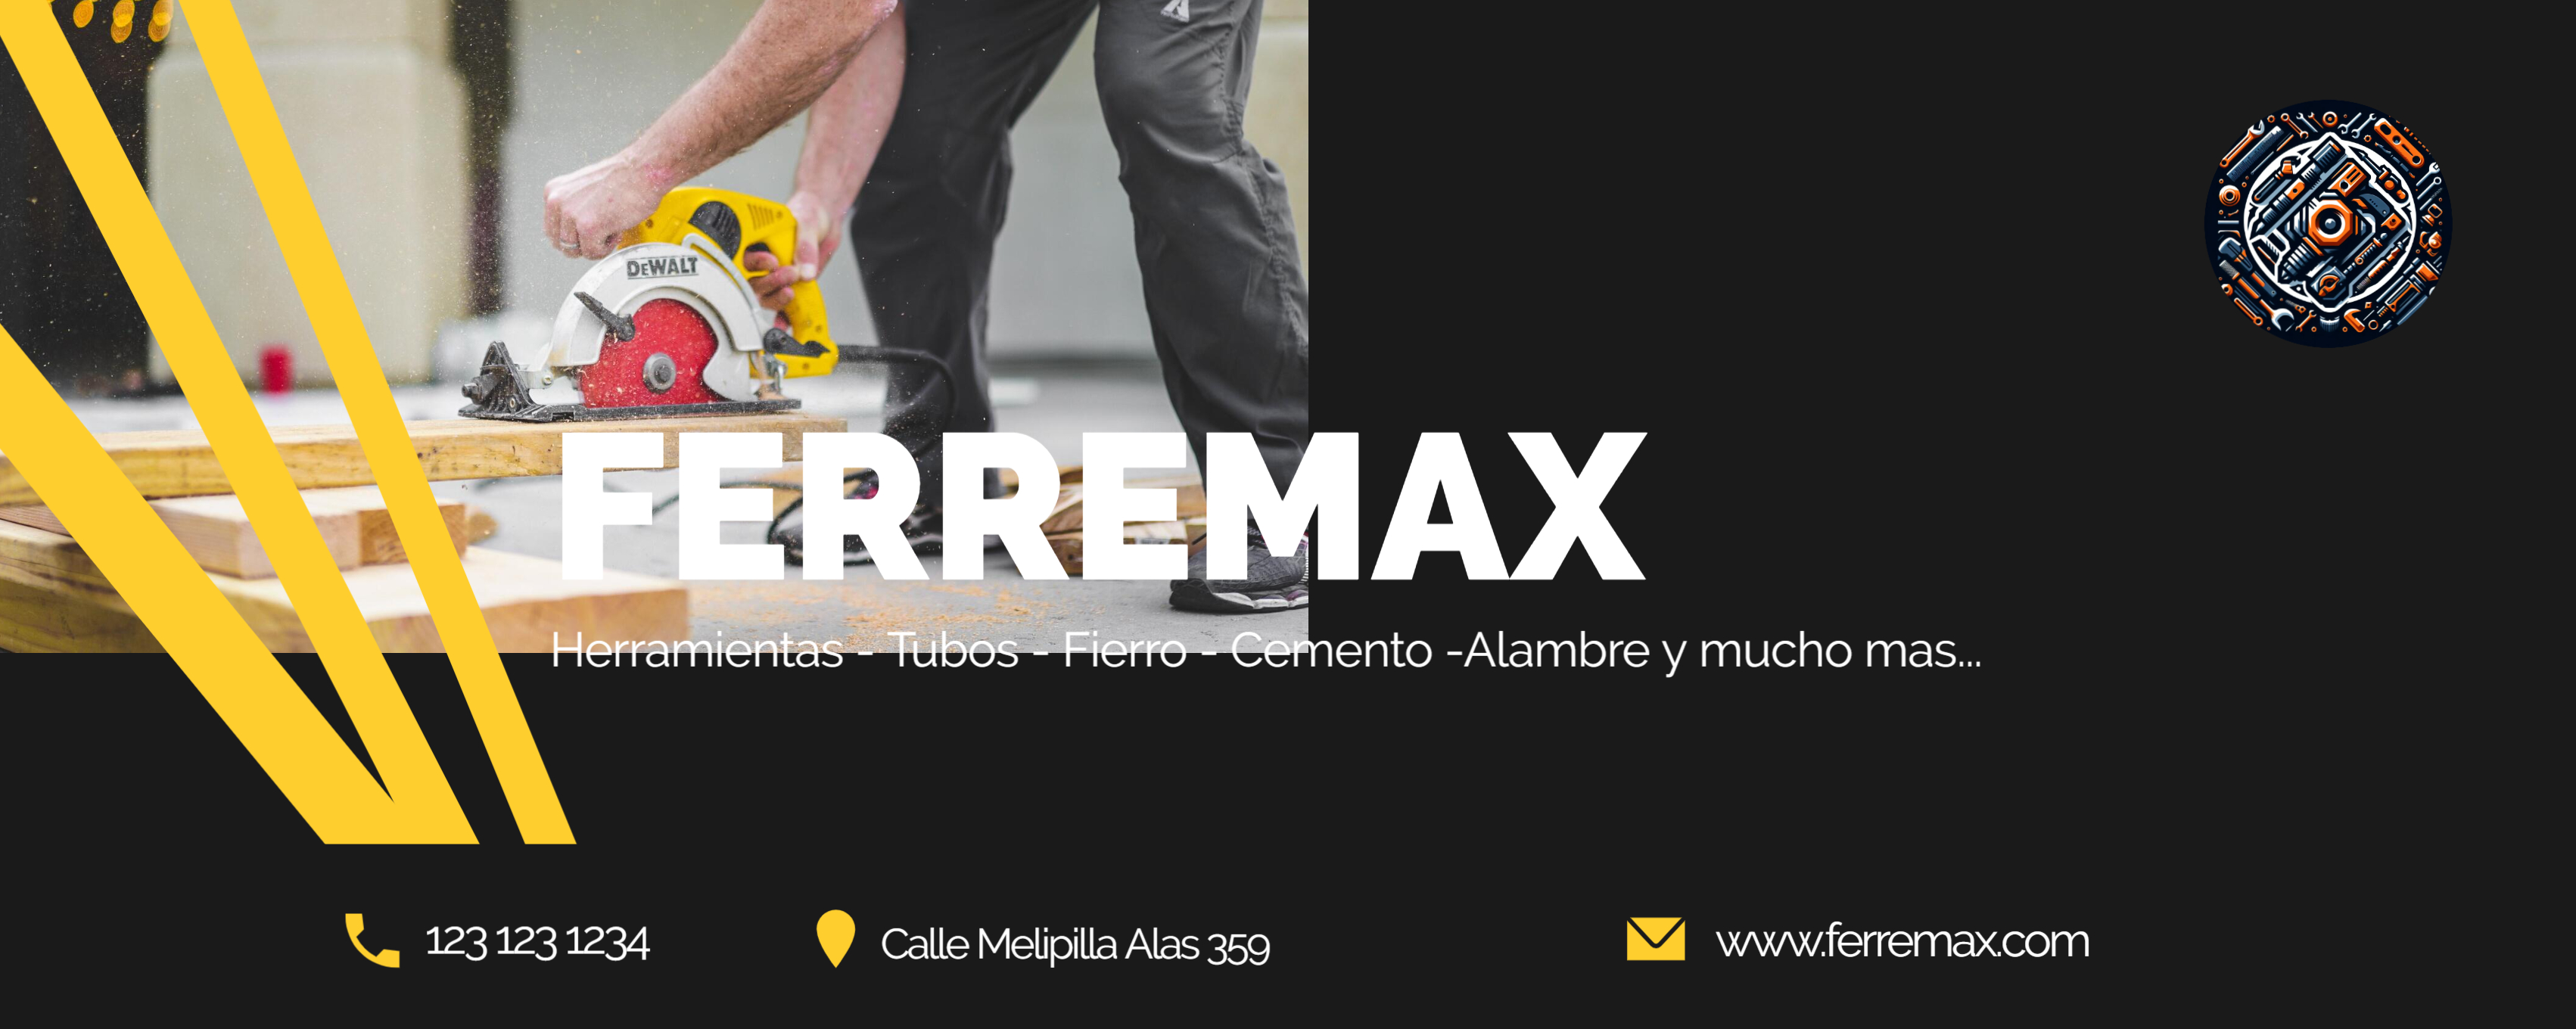 DEWALT
FERREMAX
Herramientas - Tubos - Fierro - Cemento -Alambre y mucho mas...
123 123 1234
Calle Melipilla Alas 359
www.ferremax.com